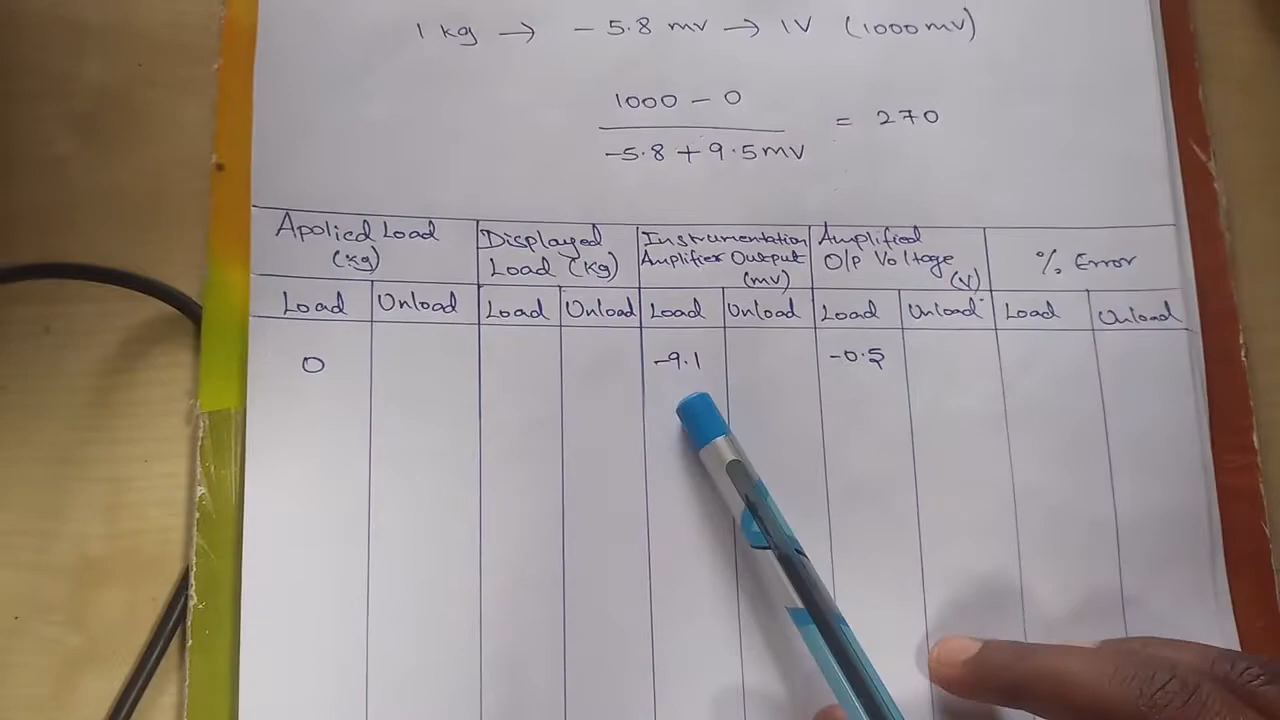 1 kg → -5.8 mv → 1V (1000mv)
1000 - 0
-5.8 + 9.5mv
= 270
Apolied Load (kg)
Displayed Load (kg)
Instrumentation Amplifier Output (mv)
Amplified O/P Voltage (V)
% Error
Load Unload Load Unload Load Unload Load Unload Load Unload
0 -9.1 -0.5